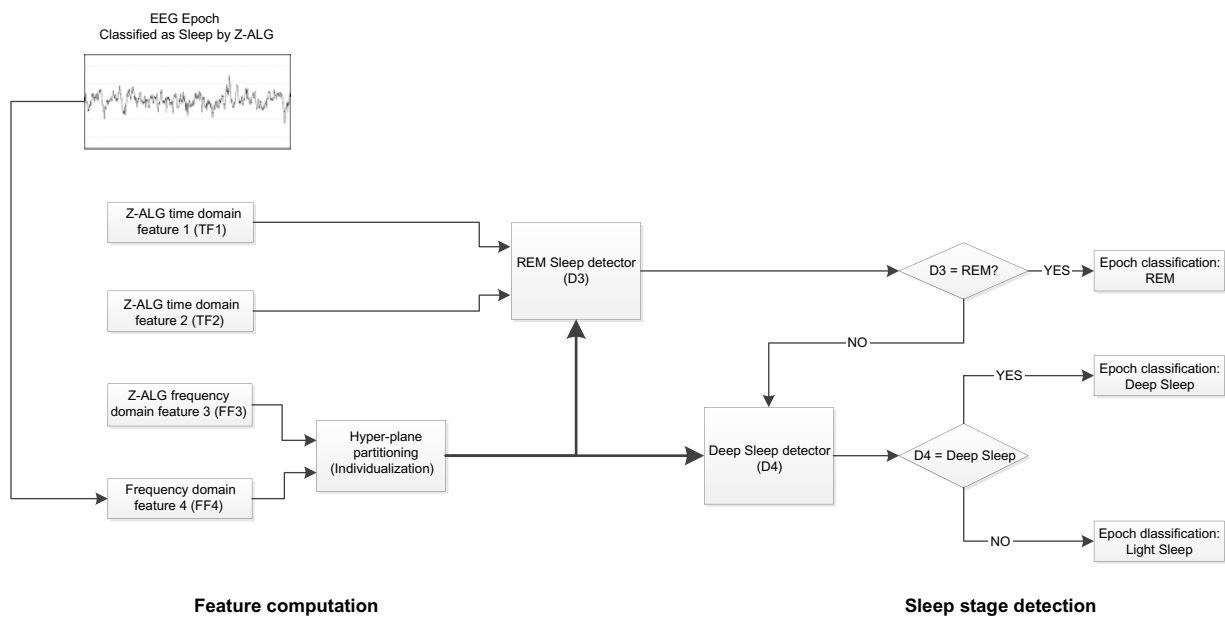 EEG Epoch
Classified as Sleep by Z-ALG
Z-ALG time domain
feature 1 (TF1)
Z-ALG time domain
feature 2 (TF2)
Z-ALG frequency
domain feature 3 (FF3)
Frequency domain
feature 4 (FF4)
Hyper-plane
partitioning
(Individualization)
REM Sleep detector
(D3)
D3 = REM?
YES
Epoch classification:
REM
NO
Deep Sleep detector
(D4)
D4 = Deep Sleep
YES
Epoch classification:
Deep Sleep
NO
Epoch dlassification:
Light Sleep
Feature computation
Sleep stage detection